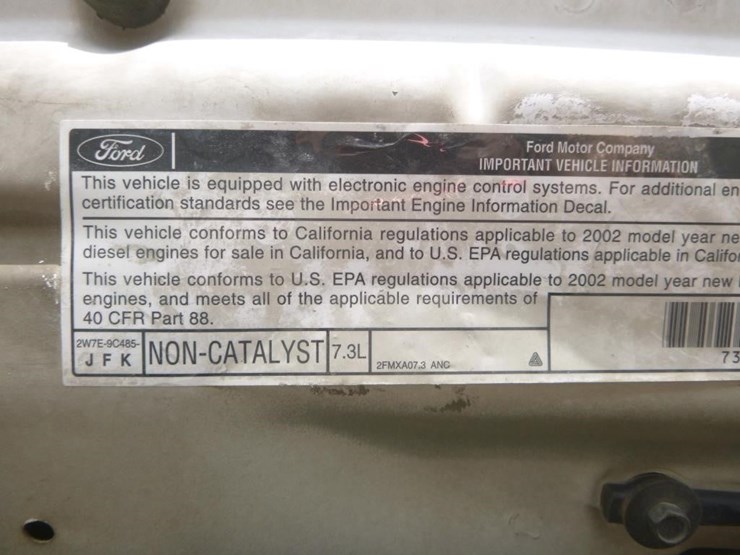 Ford
Ford Motor Company
IMPORTANT VEHICLE INFORMATION
This vehicle is equipped with electronic engine control systems. For additional en
certification standards see the Important Engine Information Decal.
This vehicle conforms to California regulations applicable to 2002 model year ne
diesel engines for sale in California, and to U.S. EPA regulations applicable in Califor
This vehicle conforms to U.S. EPA regulations applicable to 2002 model year new
engines, and meets all of the applicable requirements of
40 CFR Part 88.
2W7E-9C485-
JFK
NON-CATALYST
7.3L
2FMXA07.3 ANC
73